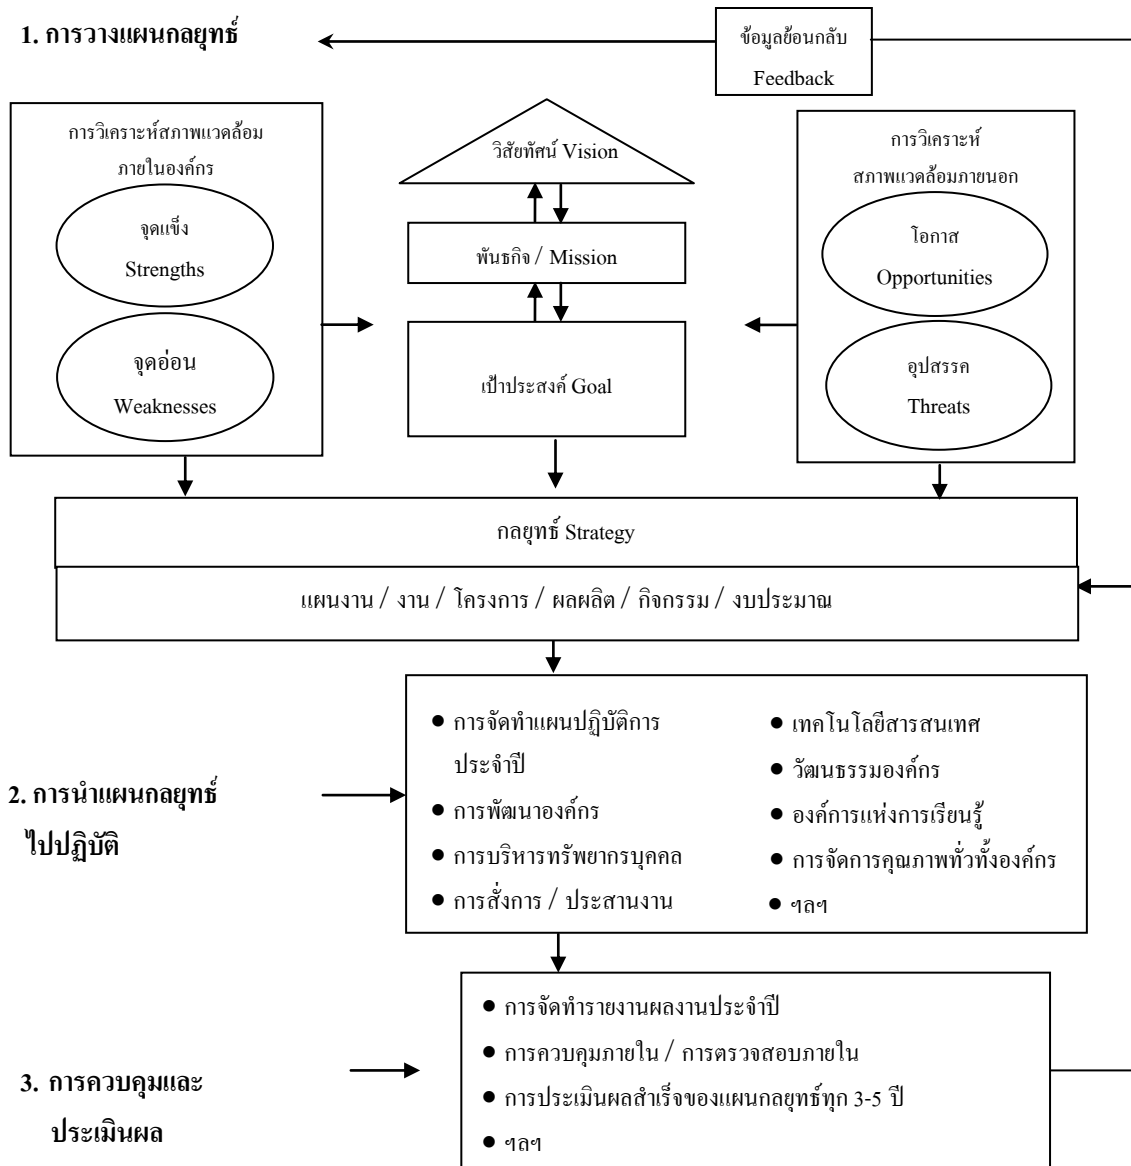 1. การวางแผนกลยุทธ์
ข้อมูลย้อนกลับ
Feedback
การวิเคราะห์สภาพแวดล้อม
ภายในองค์กร
จุดแข็ง
Strengths
จุดอ่อน
Weaknesses
วิสัยทัศน์ Vision
พันธกิจ / Mission
เป้าประสงค์ Goal
การวิเคราะห์
สภาพแวดล้อมภายนอก
โอกาส
Opportunities
อุปสรรค
Threats
กลยุทธ์ Strategy
แผนงาน / งาน / โครงการ / ผลผลิต / กิจกรรม / งบประมาณ
2. การนำแผนกลยุทธ์
ไปปฏิบัติ
● การจัดทำแผนปฏิบัติการ
ประจำปี
● การพัฒนาองค์กร
● การบริหารทรัพยากรบุคคล
● การสั่งการ / ประสานงาน
● เทคโนโลยีสารสนเทศ
● วัฒนธรรมองค์กร
● องค์การแห่งการเรียนรู้
● การจัดการคุณภาพทั่วทั้งองค์กร
● ฯลฯ
3. การควบคุมและ
ประเมินผล
● การจัดทำรายงานผลงานประจำปี
● การควบคุมภายใน / การตรวจสอบภายใน
● การประเมินผลสำเร็จของแผนกลยุทธ์ทุก 3-5 ปี
● ฯลฯ